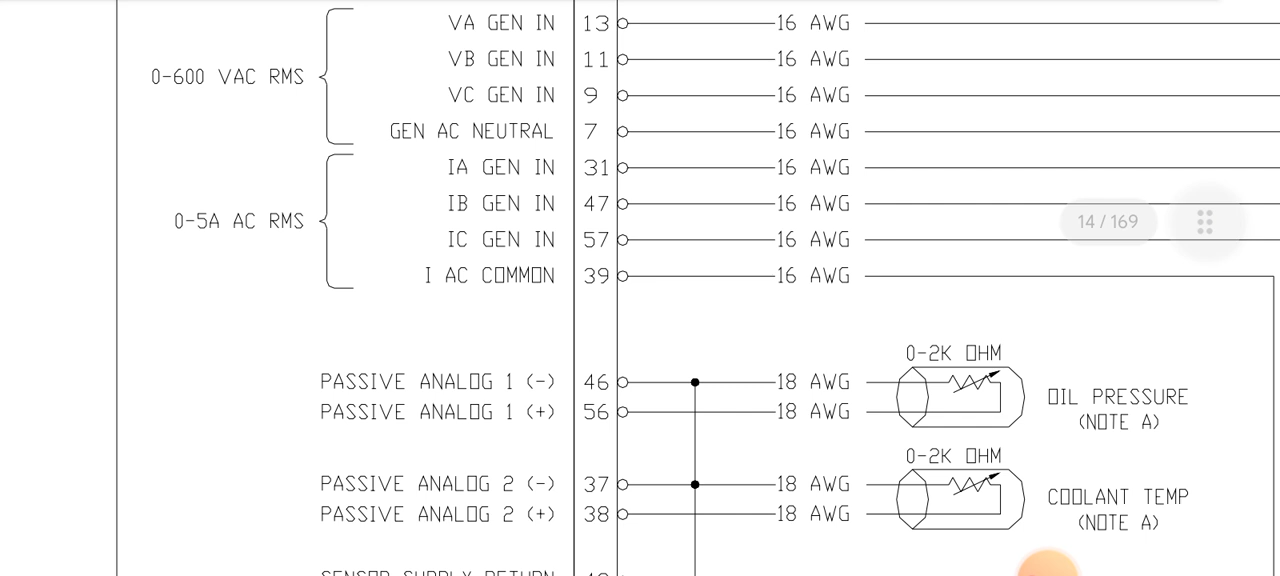 VA GEN IN 13 16 AWG
VB GEN IN 11 16 AWG
0-600 VAC RMS
VC GEN IN 9 16 AWG
GEN AC NEUTRAL 7 16 AWG
IA GEN IN 31 16 AWG
IB GEN IN 47 16 AWG
0-5A AC RMS
14 / 169
IC GEN IN 57 16 AWG
I AC COMMON 39 16 AWG
0-2K OHM
PASSIVE ANALOG 1 (-) 46 18 AWG
OIL PRESSURE
PASSIVE ANALOG 1 (+) 56 18 AWG
(NOTE A)
0-2K OHM
PASSIVE ANALOG 2 (-) 37 18 AWG
COOLANT TEMP
PASSIVE ANALOG 2 (+) 38 18 AWG
(NOTE A)
SENSOR SUPPLY RETURN